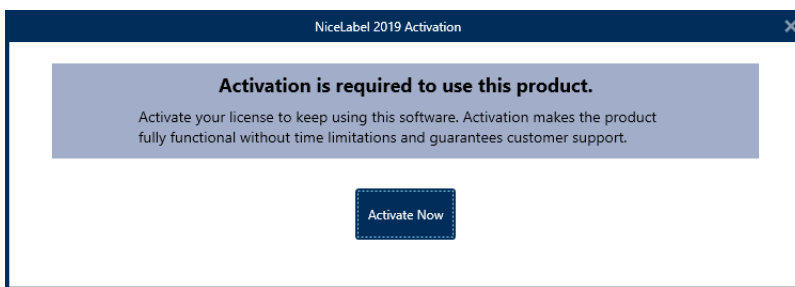 NiceLabel 2019 Activation
Activation is required to use this product.
Activate your license to keep using this software. Activation makes the product
fully functional without time limitations and guarantees customer support.
Activate Now